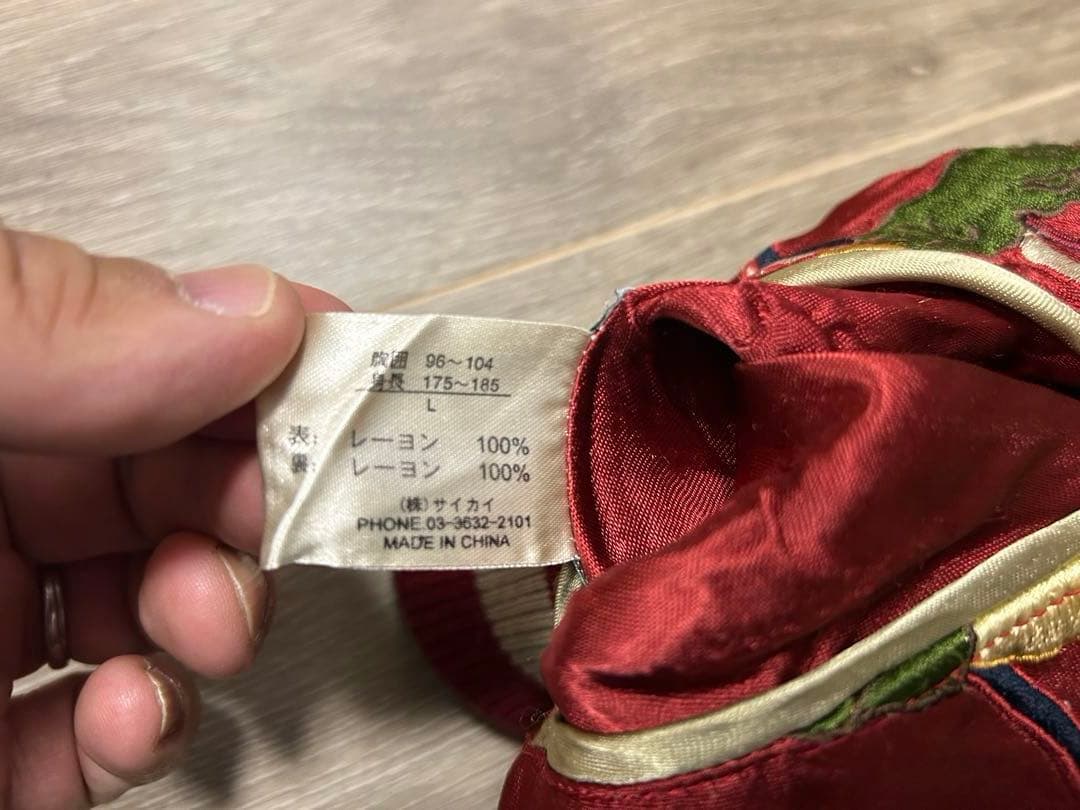 胸囲 96～104
身長 175～185
L
表: レーヨン 100%
裏: レーヨン 100%
(株)サイカイ
PHONE 03-3632-2101
MADE IN CHINA